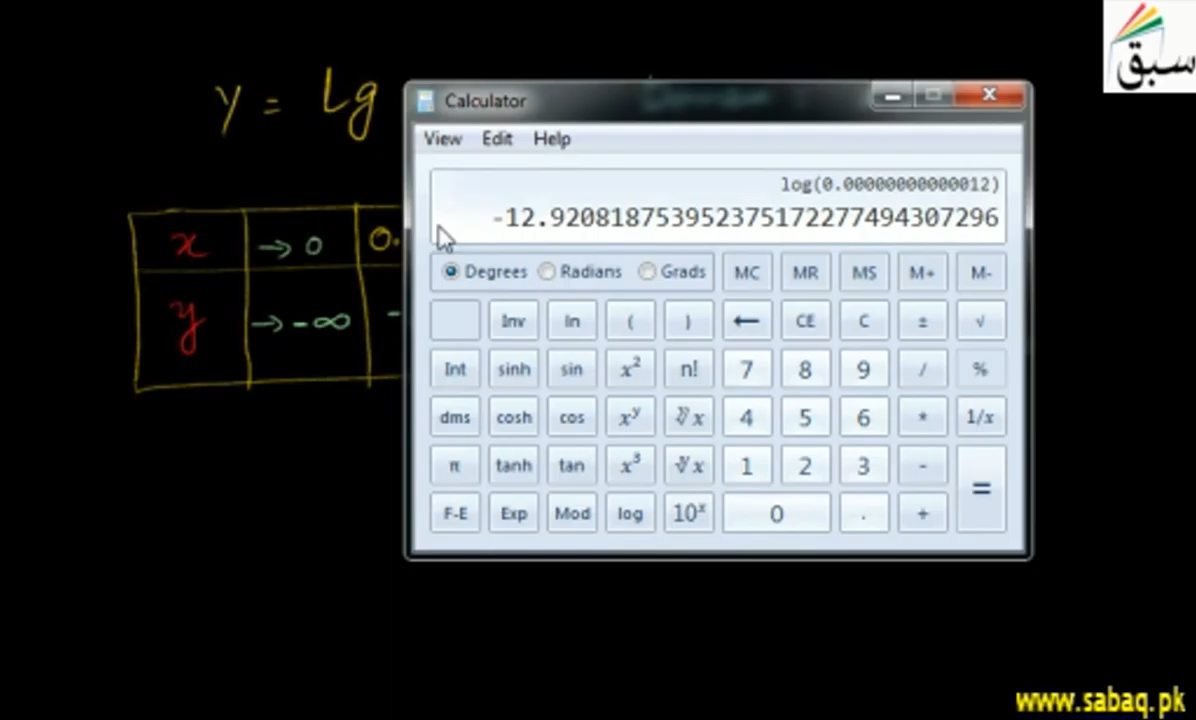 سبق
y = Lg
Calculator
View Edit Help
log(0.00000000000012)
-12.920818753952375172277494307296
Degrees Radians Grads MC MR MS M+ M-
Inv ln ( ) ← CE C ± √
Int sinh sin x² n! 7 8 9 / %
dms cosh cos xʸ ʸ√x 4 5 6 * 1/x
π tanh tan x³ ³√x 1 2 3 - =
F-E Exp Mod log 10ˣ 0 . +
x → 0 0.
y → -∞ -
www.sabaq.pk